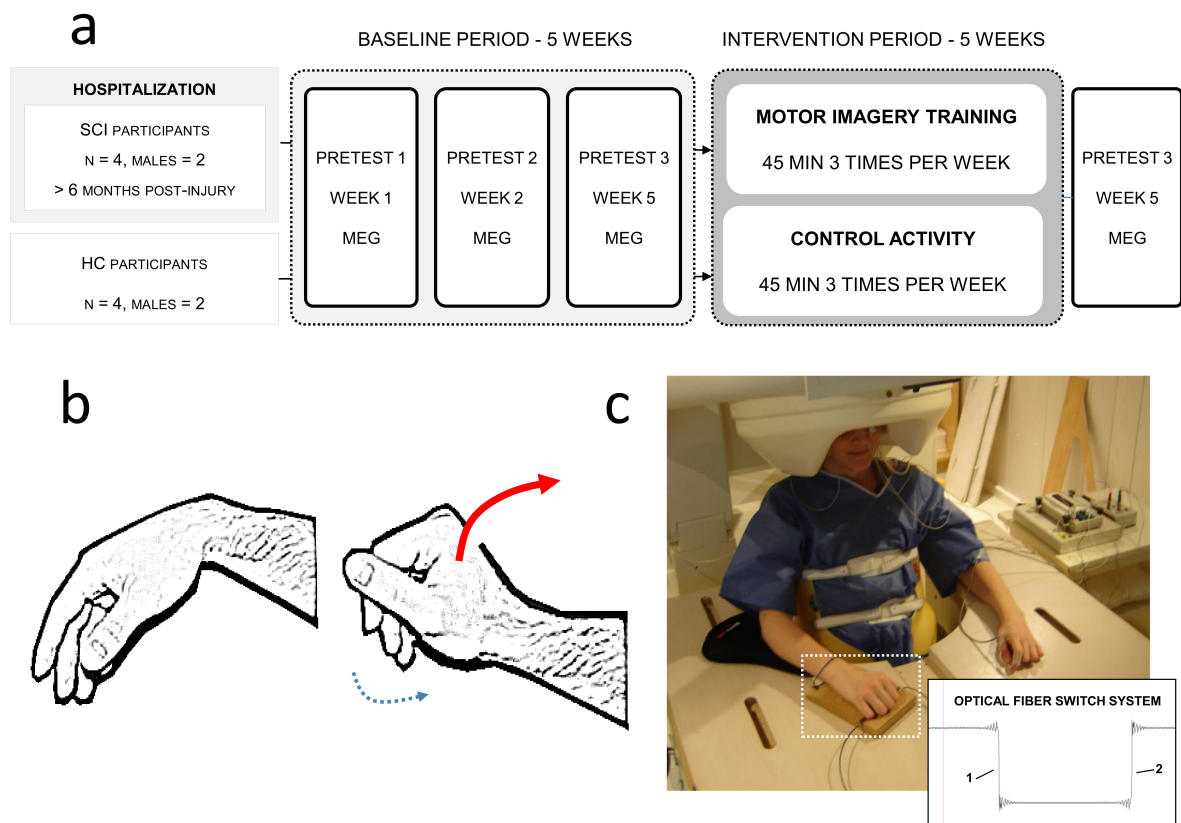 a
BASELINE PERIOD - 5 WEEKS
INTERVENTION PERIOD - 5 WEEKS
HOSPITALIZATION
SCI PARTICIPANTS
N = 4, MALES = 2
> 6 MONTHS POST-INJURY
HC PARTICIPANTS
N = 4, MALES = 2
PRETEST 1
WEEK 1
MEG
PRETEST 2
WEEK 2
MEG
PRETEST 3
WEEK 5
MEG
MOTOR IMAGERY TRAINING
45 MIN 3 TIMES PER WEEK
CONTROL ACTIVITY
45 MIN 3 TIMES PER WEEK
PRETEST 3
WEEK 5
MEG
b
c
OPTICAL FIBER SWITCH SYSTEM
1
2